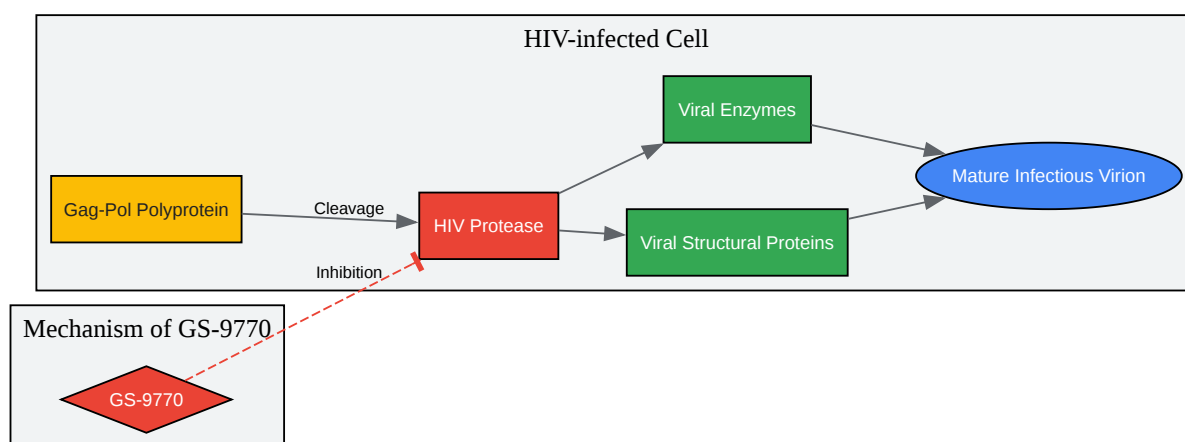 HIV-infected Cell
Viral Enzymes
Mature Infectious Virion
Gag-Pol Polyprotein
Cleavage
HIV Protease
Viral Structural Proteins
Inhibition
Mechanism of GS-9770
GS-9770